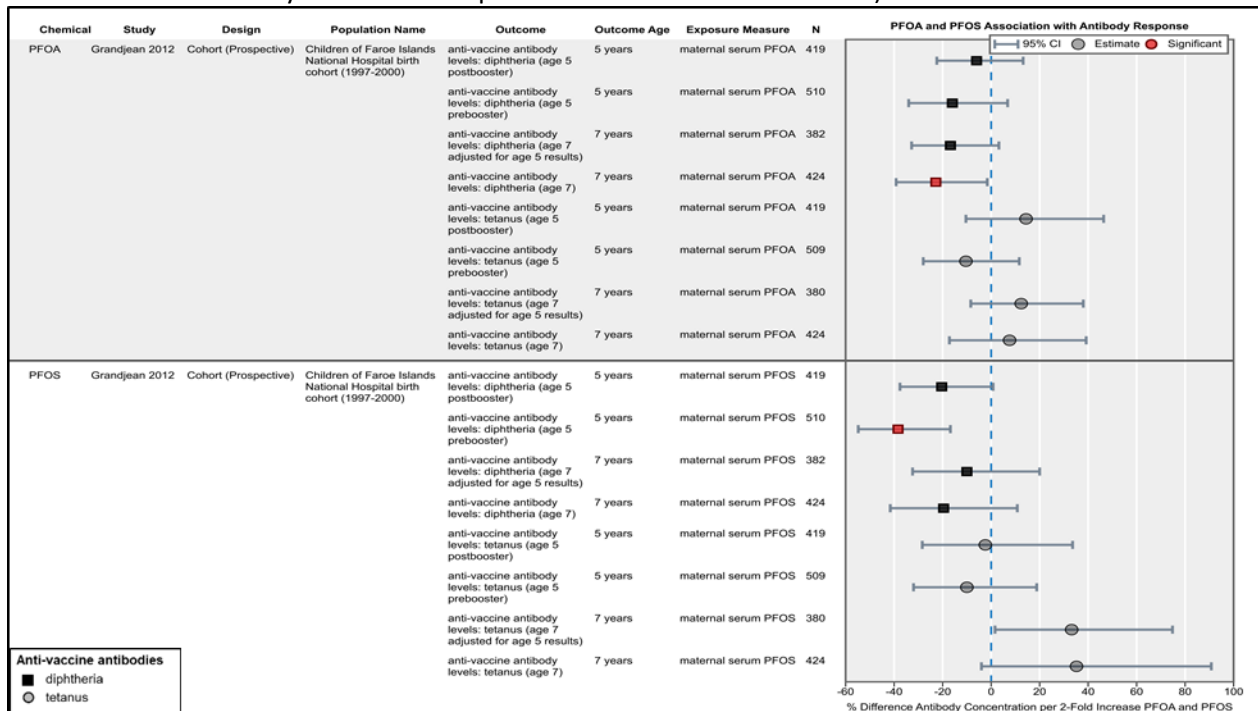 Chemical Study Design Population Name Outcome Outcome Age Exposure Measure N PFOA and PFOS Association with Antibody Response
95% CI Estimate Significant
PFOA Grandjean 2012 Cohort (Prospective) Children of Faroe Islands anti-vaccine antibody 5 years maternal serum PFOA 419
National Hospital birth levels: diphtheria (age 5
cohort (1997-2000) postbooster)
anti-vaccine antibody 5 years maternal serum PFOA 510
levels: diphtheria (age 5
prebooster)
anti-vaccine antibody 7 years maternal serum PFOA 382
levels: diphtheria (age 7
adjusted for age 5 results)
anti-vaccine antibody 7 years maternal serum PFOA 424
levels: diphtheria (age 7)
anti-vaccine antibody 5 years maternal serum PFOA 419
levels: tetanus (age 5
postbooster)
anti-vaccine antibody 5 years maternal serum PFOA 509
levels: tetanus (age 5
prebooster)
anti-vaccine antibody 7 years maternal serum PFOA 380
levels: tetanus (age 7
adjusted for age 5 results)
anti-vaccine antibody 7 years maternal serum PFOA 424
levels: tetanus (age 7)
PFOS Grandjean 2012 Cohort (Prospective) Children of Faroe Islands anti-vaccine antibody 5 years maternal serum PFOS 419
National Hospital birth levels: diphtheria (age 5
cohort (1997-2000) postbooster)
anti-vaccine antibody 5 years maternal serum PFOS 510
levels: diphtheria (age 5
prebooster)
anti-vaccine antibody 7 years maternal serum PFOS 382
levels: diphtheria (age 7
adjusted for age 5 results)
anti-vaccine antibody 7 years maternal serum PFOS 424
levels: diphtheria (age 7)
anti-vaccine antibody 5 years maternal serum PFOS 419
levels: tetanus (age 5
postbooster)
anti-vaccine antibody 5 years maternal serum PFOS 509
levels: tetanus (age 5
prebooster)
anti-vaccine antibody 7 years maternal serum PFOS 380
levels: tetanus (age 7
adjusted for age 5 results)
anti-vaccine antibody 7 years maternal serum PFOS 424
levels: tetanus (age 7)
Anti-vaccine antibodies
diphtheria
tetanus
-60 -40 -20 0 20 40 60 80 100
% Difference Antibody Concentration per 2-Fold Increase PFOA and PFOS